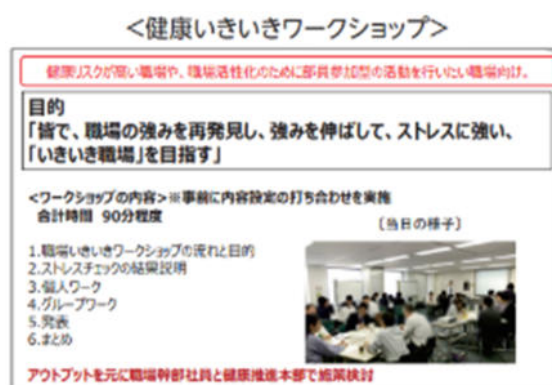 <健康いきいきワークショップ>
健康リスクが高い職場や、職場活性化のために部員参加型の活動を行いたい職場向け。
目的
「皆で、職場の強みを再発見し、強みを伸ばして、ストレスに強い、
「いきいき職場」を目指す」
<ワークショップの内容>※事前に内容設定の打ち合わせを実施
合計時間 90分程度
〔当日の様子〕
1.職場いきいきワークショップの流れと目的
2.ストレスチェックの結果説明
3.個人ワーク
4.グループワーク
5.発表
6.まとめ
アウトプットを元に職場幹部社員と健康推進本部で施策検討